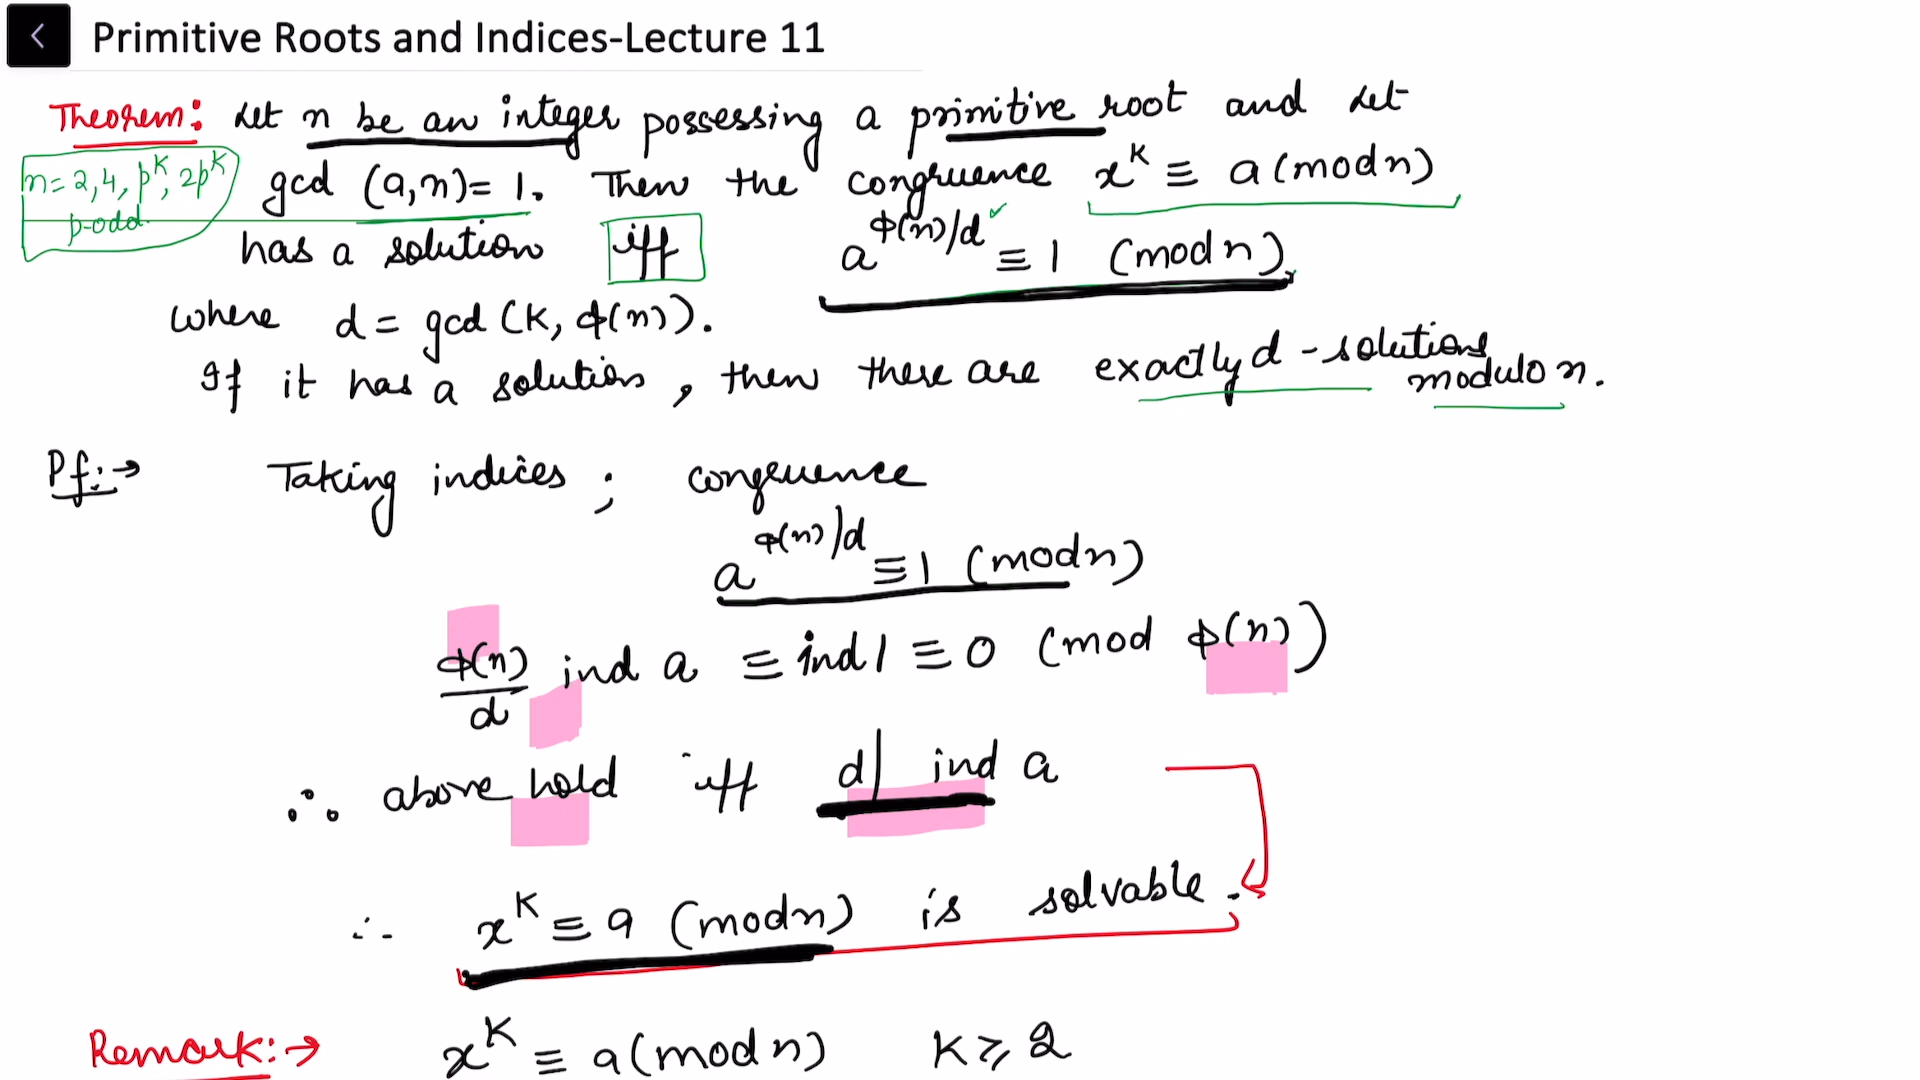 Primitive Roots and Indices-Lecture 11
Theorem: Let n be an integer possessing a primitive root and let
n = 2, 4, p^k, 2p^k
p-odd.
gcd (a, n) = 1. Then the congruence x^k ≡ a (mod n)
has a solution iff a^{φ(n)/d} ≡ 1 (mod n),
where d = gcd (k, φ(n)).
If it has a solution, then there are exactly d - solutions modulo n.
Pf:→ Taking indices ; congruence
a^{φ(n)/d} ≡ 1 (mod n)
φ(n)/d ind a ≡ ind 1 ≡ 0 (mod φ(n))
∴ above hold iff d | ind a
∴ x^k ≡ a (mod n) is solvable.
Remark:→ x^k ≡ a (mod n) k ≥ 2